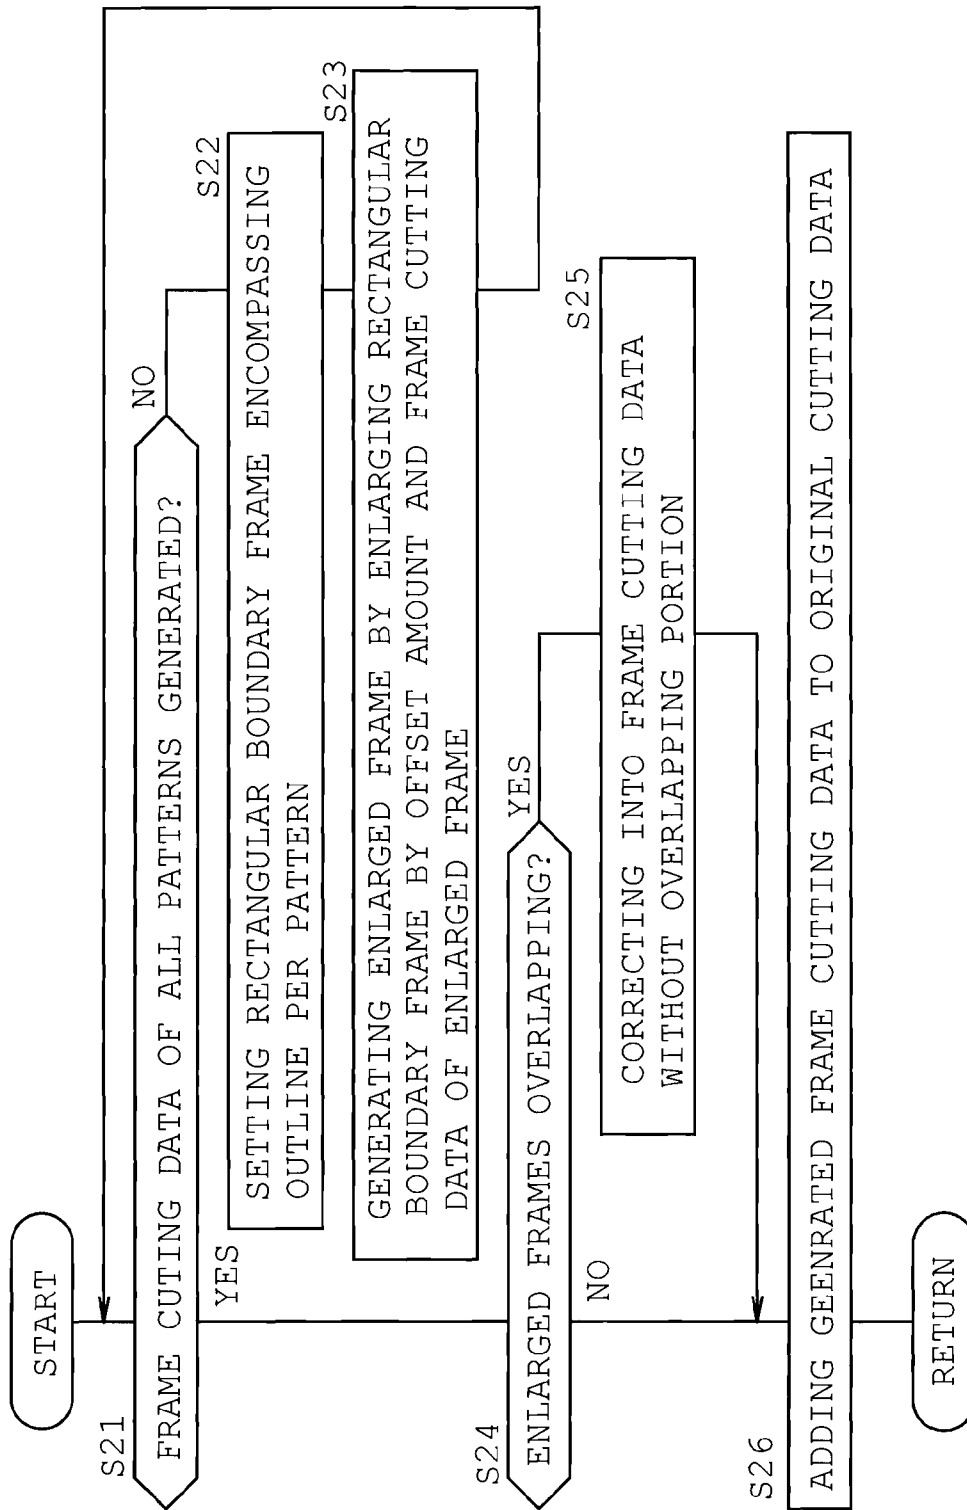 START
S21
FRAME CUTING DATA OF ALL PATTERNS GENERATED?
NO
YES
S22
SETTING RECTANGULAR BOUNDARY FRAME ENCOMPASSING
OUTLINE PER PATTERN
S23
GENERATING ENLARGED FRAME BY ENLARGING RECTANGULAR
BOUNDARY FRAME BY OFFSET AMOUNT AND FRAME CUTTING
DATA OF ENLARGED FRAME
S24
ENLARGED FRAMES OVERLAPPING?
YES
NO
S25
CORRECTING INTO FRAME CUTTING DATA
WITHOUT OVERLAPPING PORTION
S26
ADDING GEENRATED FRAME CUTTING DATA TO ORIGINAL CUTTING DATA
RETURN